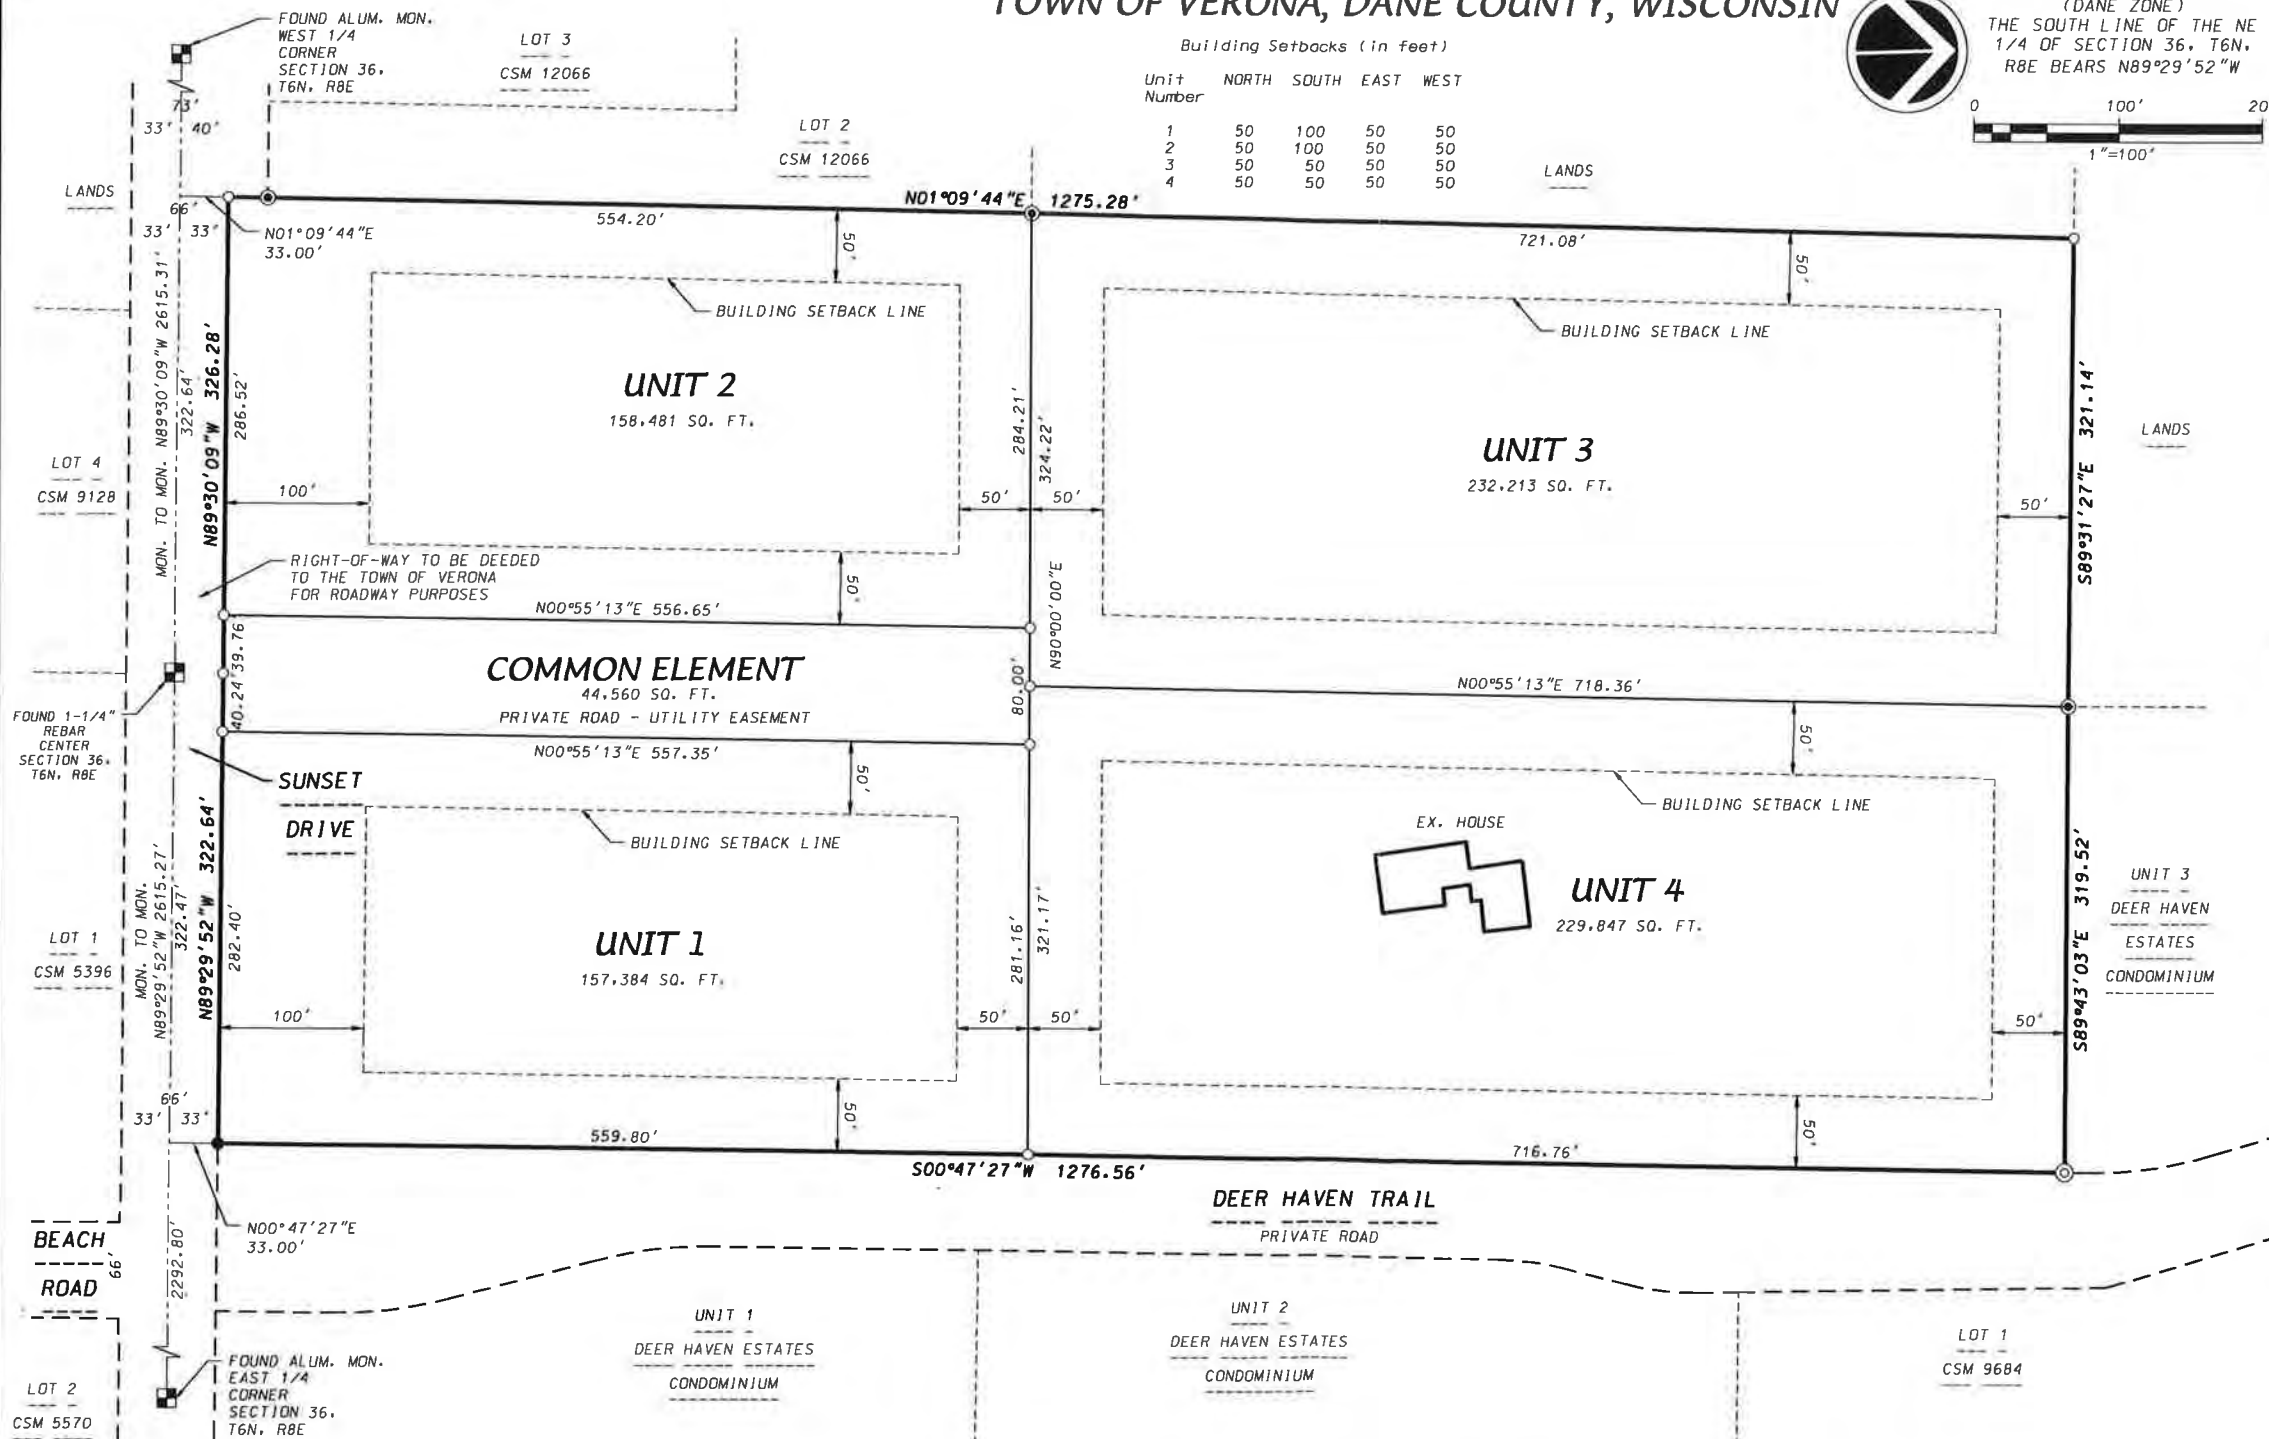 TOWN OF VERONA, DANE COUNTY, WISCONSIN
(DANE ZONE)
THE SOUTH LINE OF THE NE
1/4 OF SECTION 36, T6N,
R8E BEARS N89°29'52"W
0 100' 20
1"=100'
Building Setbacks (in feet)
Unit Number NORTH SOUTH EAST WEST
1 50 100 50 50
2 50 100 50 50
3 50 50 50 50
4 50 50 50 50
FOUND ALUM. MON.
WEST 1/4
CORNER
SECTION 36,
T6N, R8E
LOT 3
CSM 12066
LOT 2
CSM 12066
LANDS
73'
33' 40'
LANDS
66'
33' 33'
N01°09'44"E
33.00'
N01°09'44"E 1275.28'
554.20'
721.08'
50'
50'
BUILDING SETBACK LINE
BUILDING SETBACK LINE
MON. TO MON. N89°30'09"W 2615.31'
322.64'
N89°30'09"W 326.28'
286.52'
UNIT 2
158,481 SQ. FT.
284.21'
324.22'
UNIT 3
232,213 SQ. FT.
S89°31'27"E 321.14'
LANDS
LOT 4
CSM 9128
100'
50'
50'
50'
RIGHT-OF-WAY TO BE DEEDED
TO THE TOWN OF VERONA
FOR ROADWAY PURPOSES
50'
N00°55'13"E 556.65'
N90°00'00"E
39.76
40.24'
COMMON ELEMENT
44,560 SQ. FT.
PRIVATE ROAD - UTILITY EASEMENT
80.00'
N00°55'13"E 718.36'
N00°55'13"E 557.35'
FOUND 1-1/4"
REBAR
CENTER
SECTION 36,
T6N, R8E
SUNSET
DRIVE
50'
50'
BUILDING SETBACK LINE
BUILDING SETBACK LINE
EX. HOUSE
MON. TO MON.
N89°29'52"W 2615.27'
322.47'
N89°29'52"W 322.64'
282.40'
UNIT 1
157,384 SQ. FT.
281.16'
321.17'
UNIT 4
229,847 SQ. FT.
S89°43'03"E 319.52'
UNIT 3
DEER HAVEN
ESTATES
CONDOMINIUM
LOT 1
CSM 5396
100'
50'
50'
50'
66'
33' 33'
50'
50'
559.80'
716.76'
S00°47'27"W 1276.56'
DEER HAVEN TRAIL
PRIVATE ROAD
N00°47'27"E
33.00'
BEACH
ROAD
66'
2292.80'
UNIT 1
DEER HAVEN ESTATES
CONDOMINIUM
UNIT 2
DEER HAVEN ESTATES
CONDOMINIUM
LOT 1
CSM 9684
FOUND ALUM. MON.
EAST 1/4
CORNER
SECTION 36,
T6N, R8E
LOT 2
CSM 5570